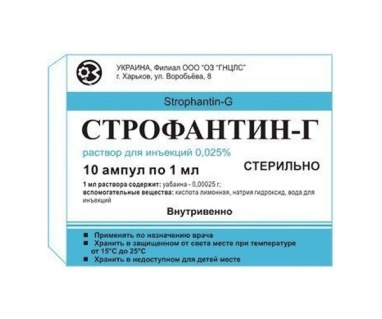 УКРАИНА, Филиал ООО "ОЗ "ГНЦЛС"
г. Харьков, ул. Воробьёва, 8
Strophantin-G
СТРОФАНТИН-Г
раствор для инъекций 0,025%
СТЕРИЛЬНО
10 ампул по 1 мл
1 мл раствора содержит: уабаина - 0,00025 г;
вспомогательные вещества: кислота лимонная, натрия гидроксид, вода для
инъекций
Внутривенно
Применять по назначению врача
Хранить в защищенном от света месте при температуре
от 15°С до 25°С
Хранить в недоступном для детей месте